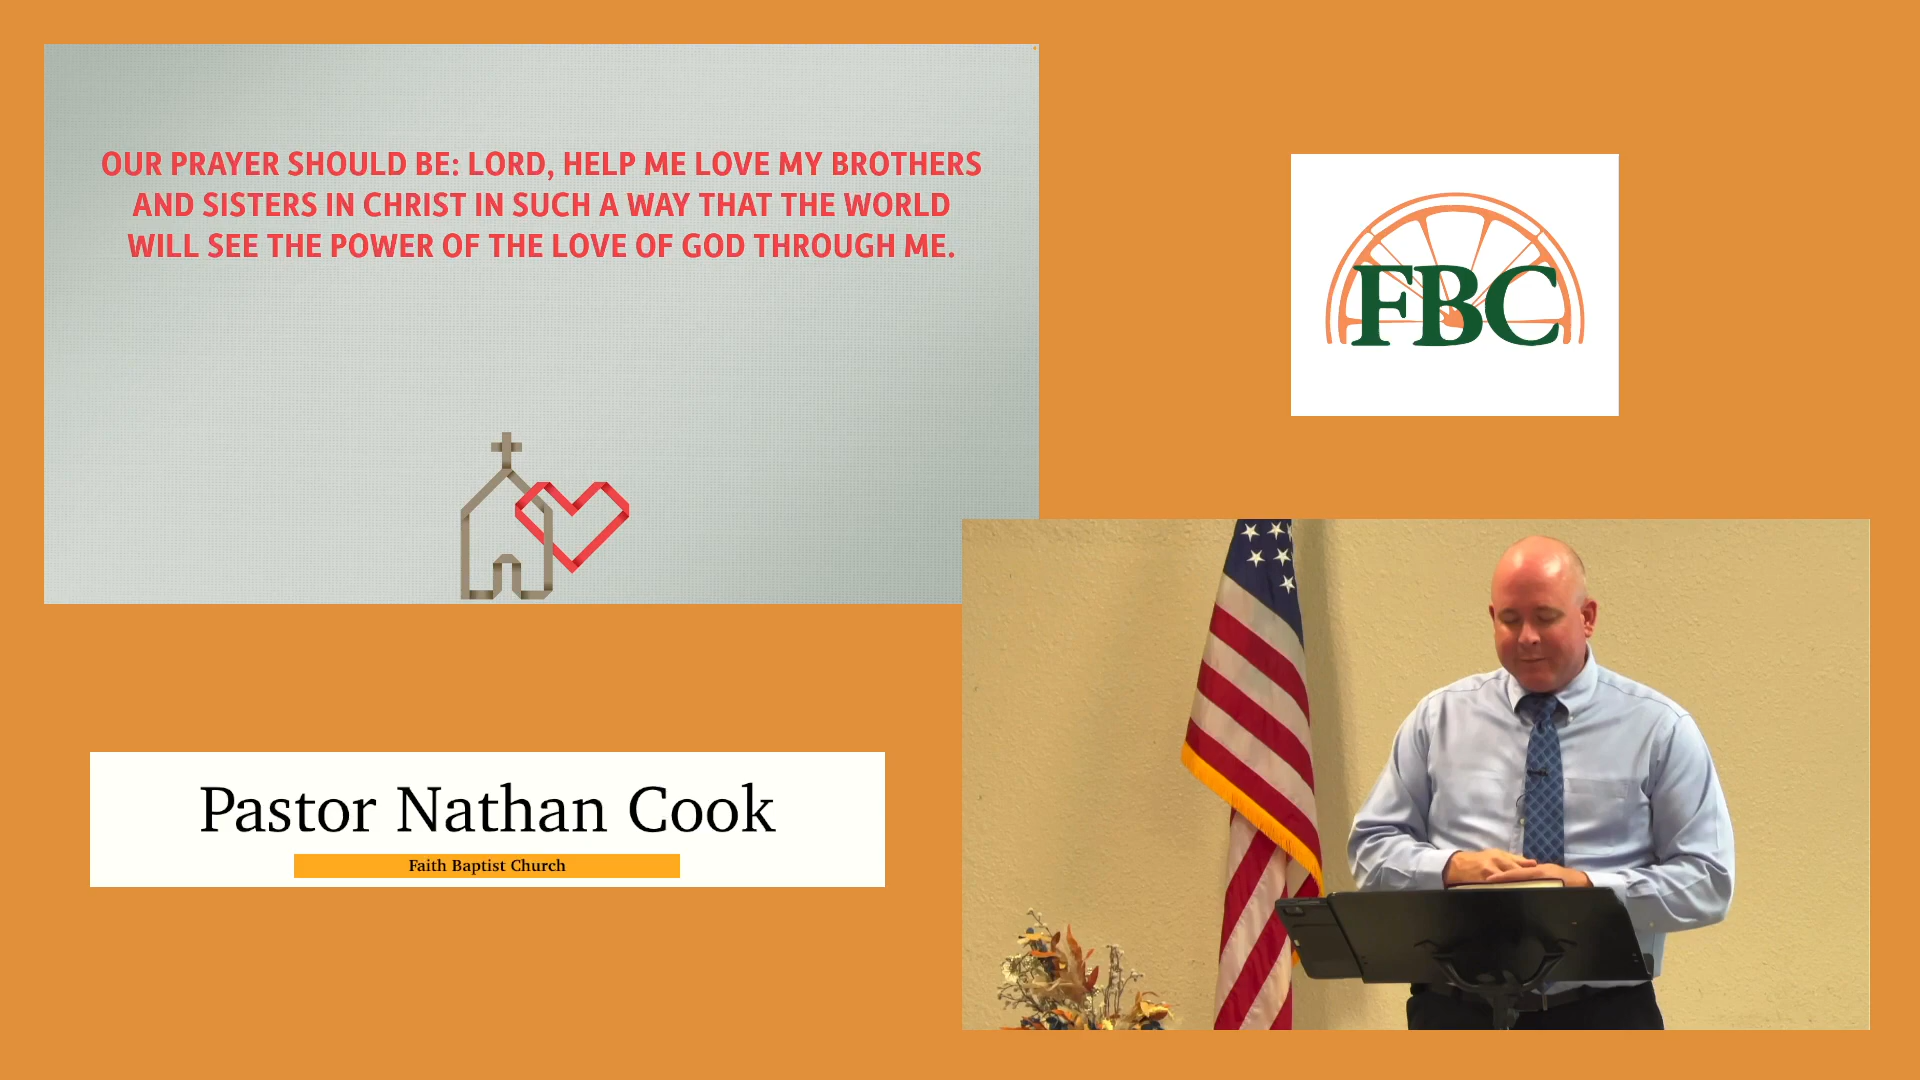 OUR PRAYER SHOULD BE: LORD, HELP ME LOVE MY BROTHERS
AND SISTERS IN CHRIST IN SUCH A WAY THAT THE WORLD
WILL SEE THE POWER OF THE LOVE OF GOD THROUGH ME.
FBC
Pastor Nathan Cook
Faith Baptist Church